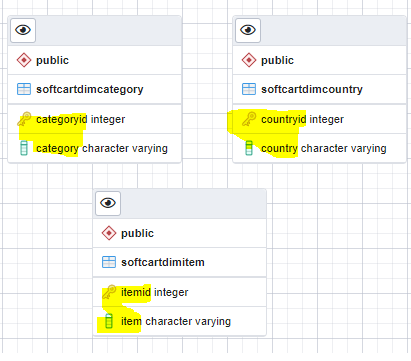 public
softcartdimcategory
categoryid integer
category character varying
public
softcartdimcountry
countryid integer
country character varying
public
softcartdimitem
itemid integer
item character varying